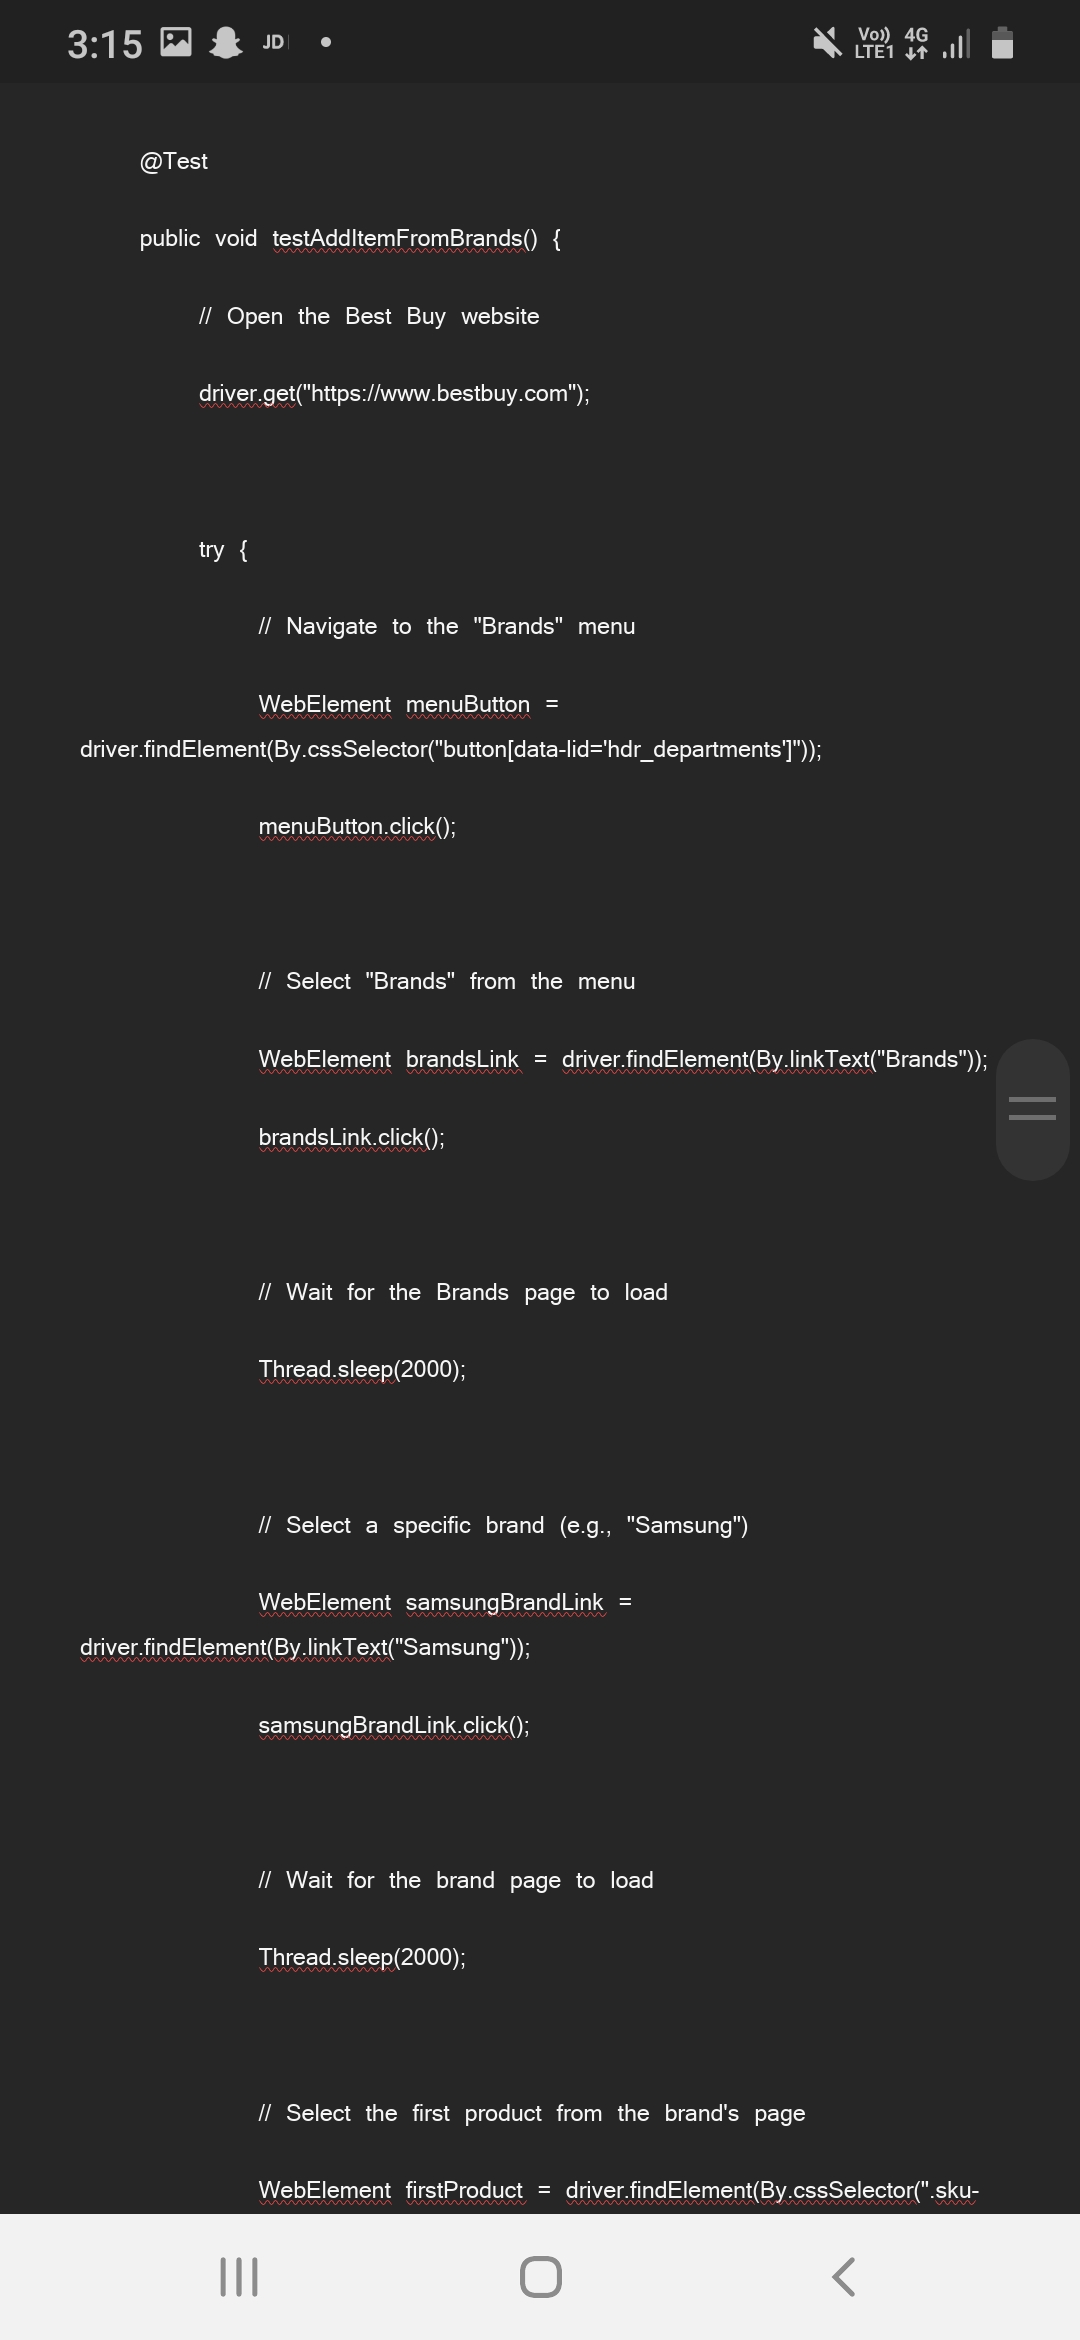 3:15 JD
Vo)) 4G
LTE1
@Test
public void testAddItemFromBrands() {
// Open the Best Buy website
driver.get("https://www.bestbuy.com");
try {
// Navigate to the "Brands" menu
WebElement menuButton =
driver.findElement(By.cssSelector("button[data-lid='hdr_departments']"));
menuButton.click();
// Select "Brands" from the menu
WebElement brandsLink = driver.findElement(By.linkText("Brands"));
brandsLink.click();
// Wait for the Brands page to load
Thread.sleep(2000);
// Select a specific brand (e.g., "Samsung")
WebElement samsungBrandLink =
driver.findElement(By.linkText("Samsung"));
samsungBrandLink.click();
// Wait for the brand page to load
Thread.sleep(2000);
// Select the first product from the brand's page
WebElement firstProduct = driver.findElement(By.cssSelector(".sku-